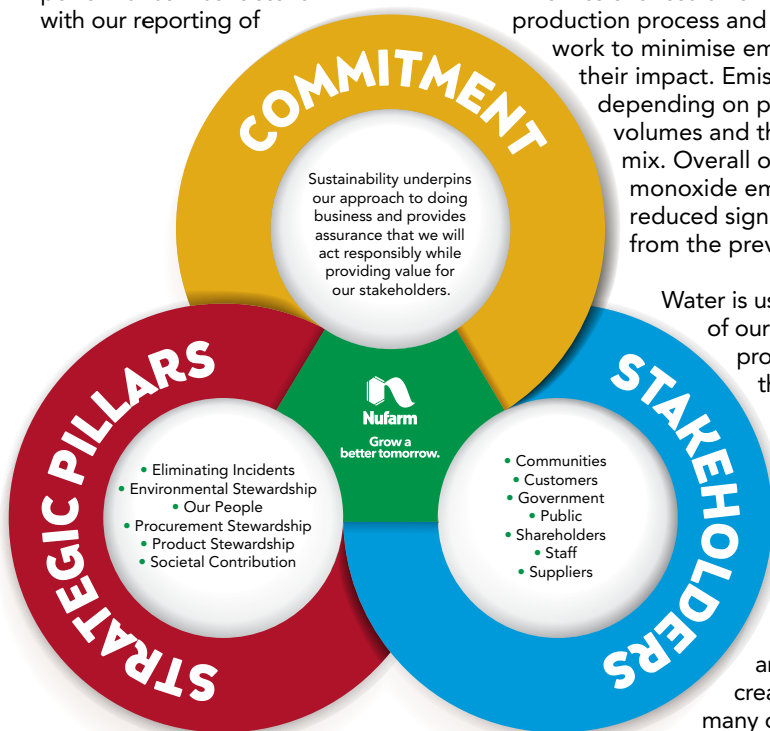 with our reporting of
production process and
work to minimise em
their impact. Emis
depending on p
volumes and th
mix. Overall o
monoxide em
reduced sign
from the prev
Water is us
of our
pro
th
COMMITMENT
Sustainability underpins
our approach to doing
business and provides
assurance that we will
act responsibly while
providing value for
our stakeholders.
STRATEGIC PILLARS
• Eliminating Incidents
• Environmental Stewardship
• Our People
• Procurement Stewardship
• Product Stewardship
• Societal Contribution
Nufarm
Grow a
better tomorrow.
STAKEHOLDERS
• Communities
• Customers
• Government
• Public
• Shareholders
• Staff
• Suppliers
an
crea
many o